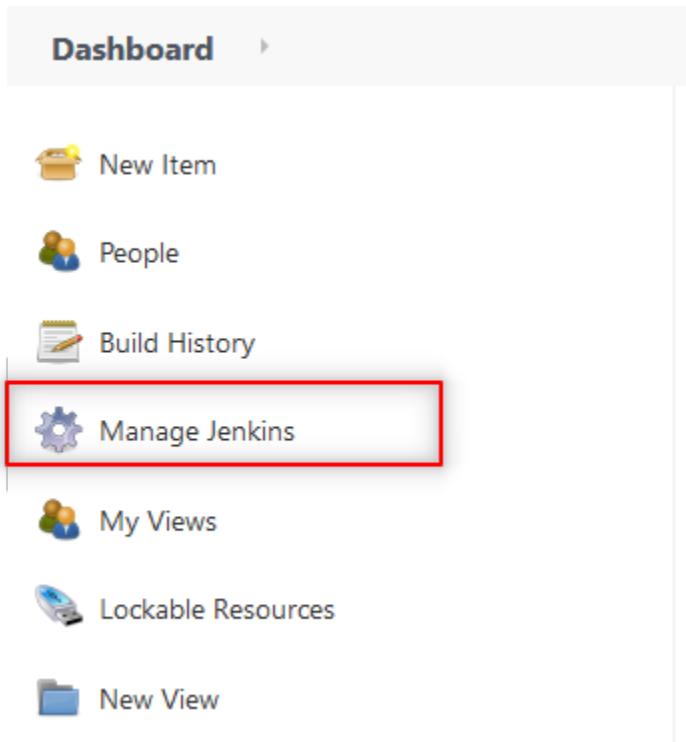 Dashboard
New Item
People
Build History
Manage Jenkins
My Views
Lockable Resources
New View